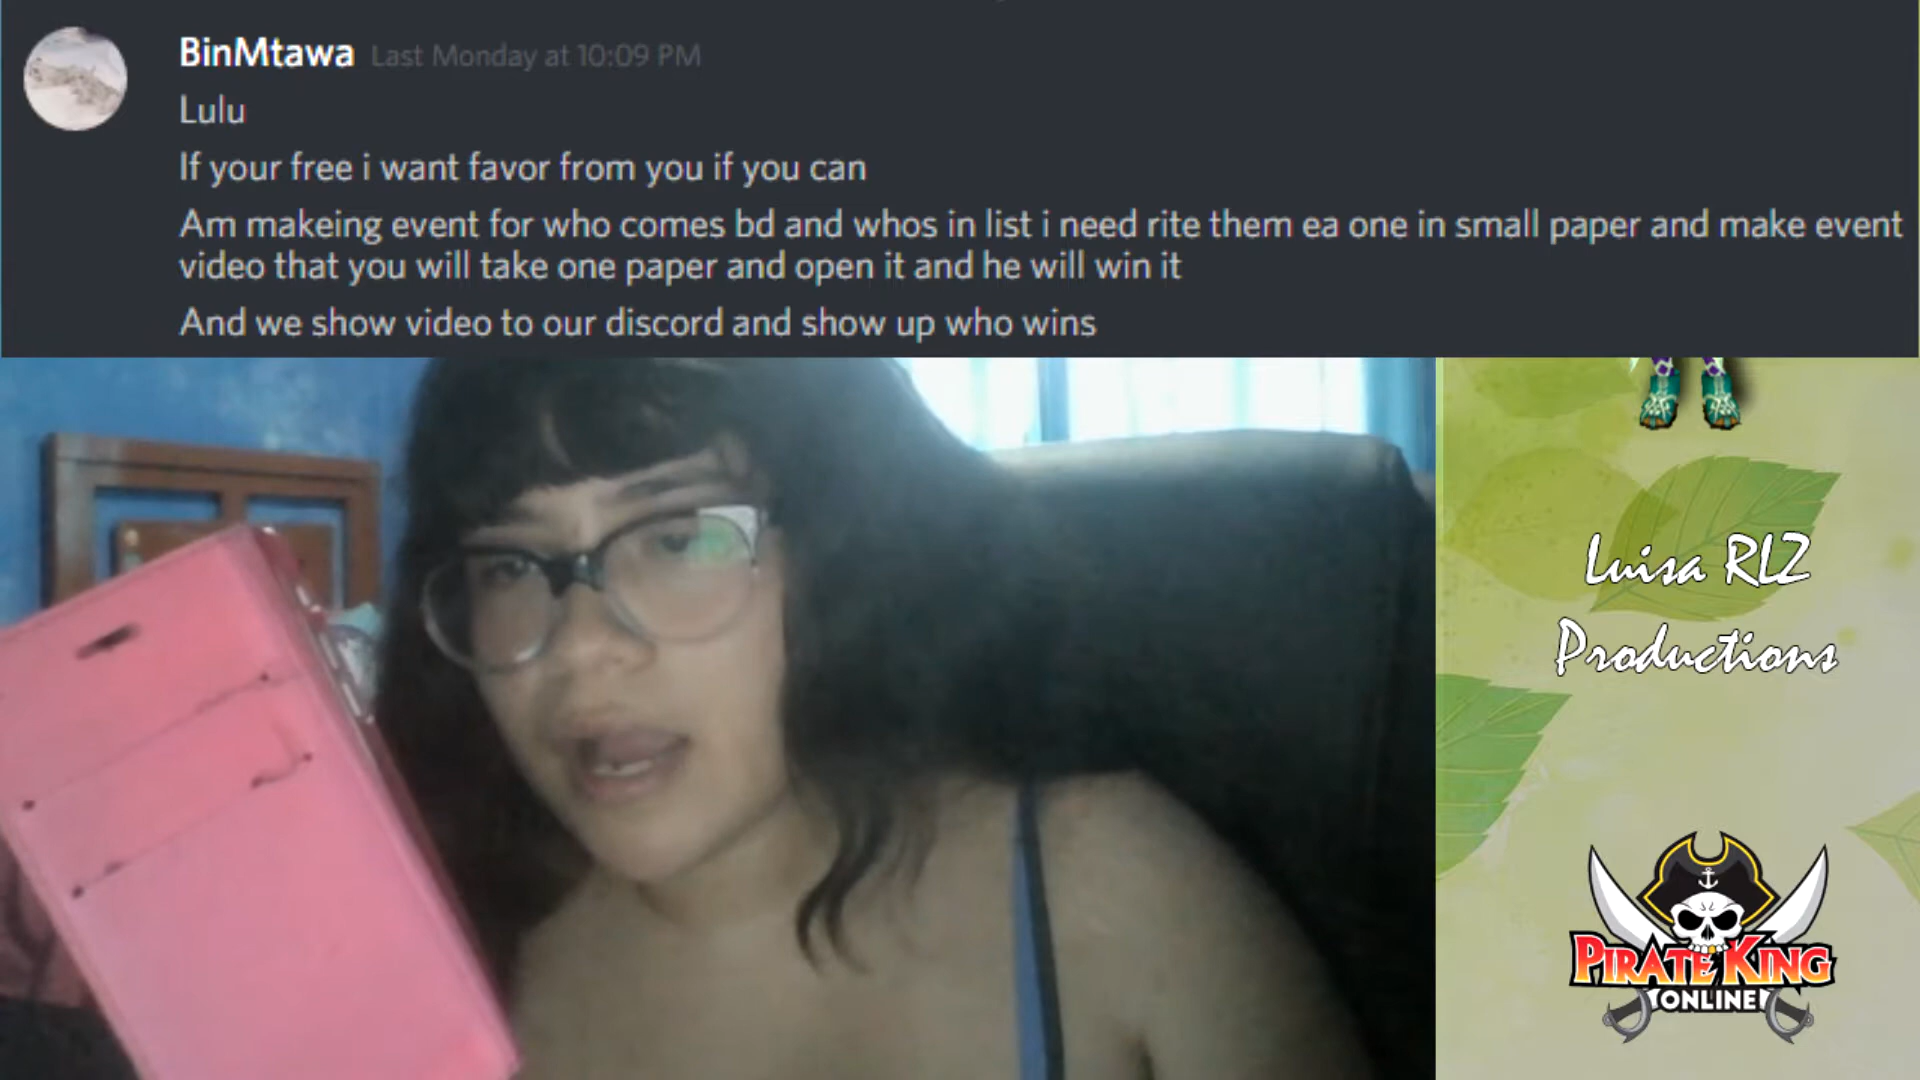 BinMtawa Last Monday at 10:09 PM
Lulu
If your free i want favor from you if you can
Am makeing event for who comes bd and whos in list i need rite them ea one in small paper and make event
video that you will take one paper and open it and he will win it
And we show video to our discord and show up who wins
Luisa RLZ
Productions
PIRATE KING
ONLINE